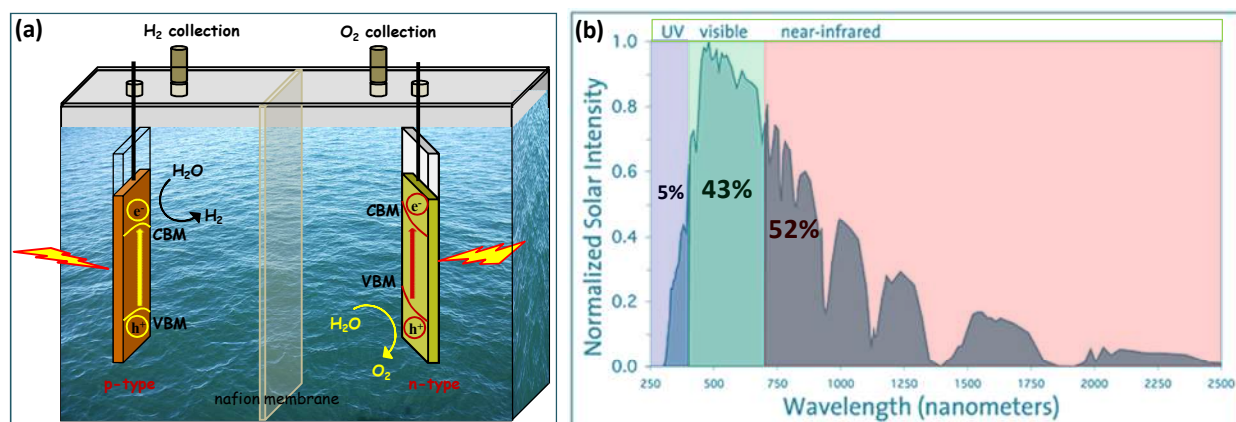 (a)
H2 collection
O2 collection
H2O
H2
e-
CBM
VBM
h+
p-type
nafion membrane
CBM
e-
VBM
H2O
h+
O2
n-type
(b)
UV visible near-infrared
1.0
0.8
0.6
0.4
0.2
0.0
5%
43%
52%
250 500 750 1000 1250 1500 1750 2000 2250 2500
Normalized Solar Intensity
Wavelength (nanometers)